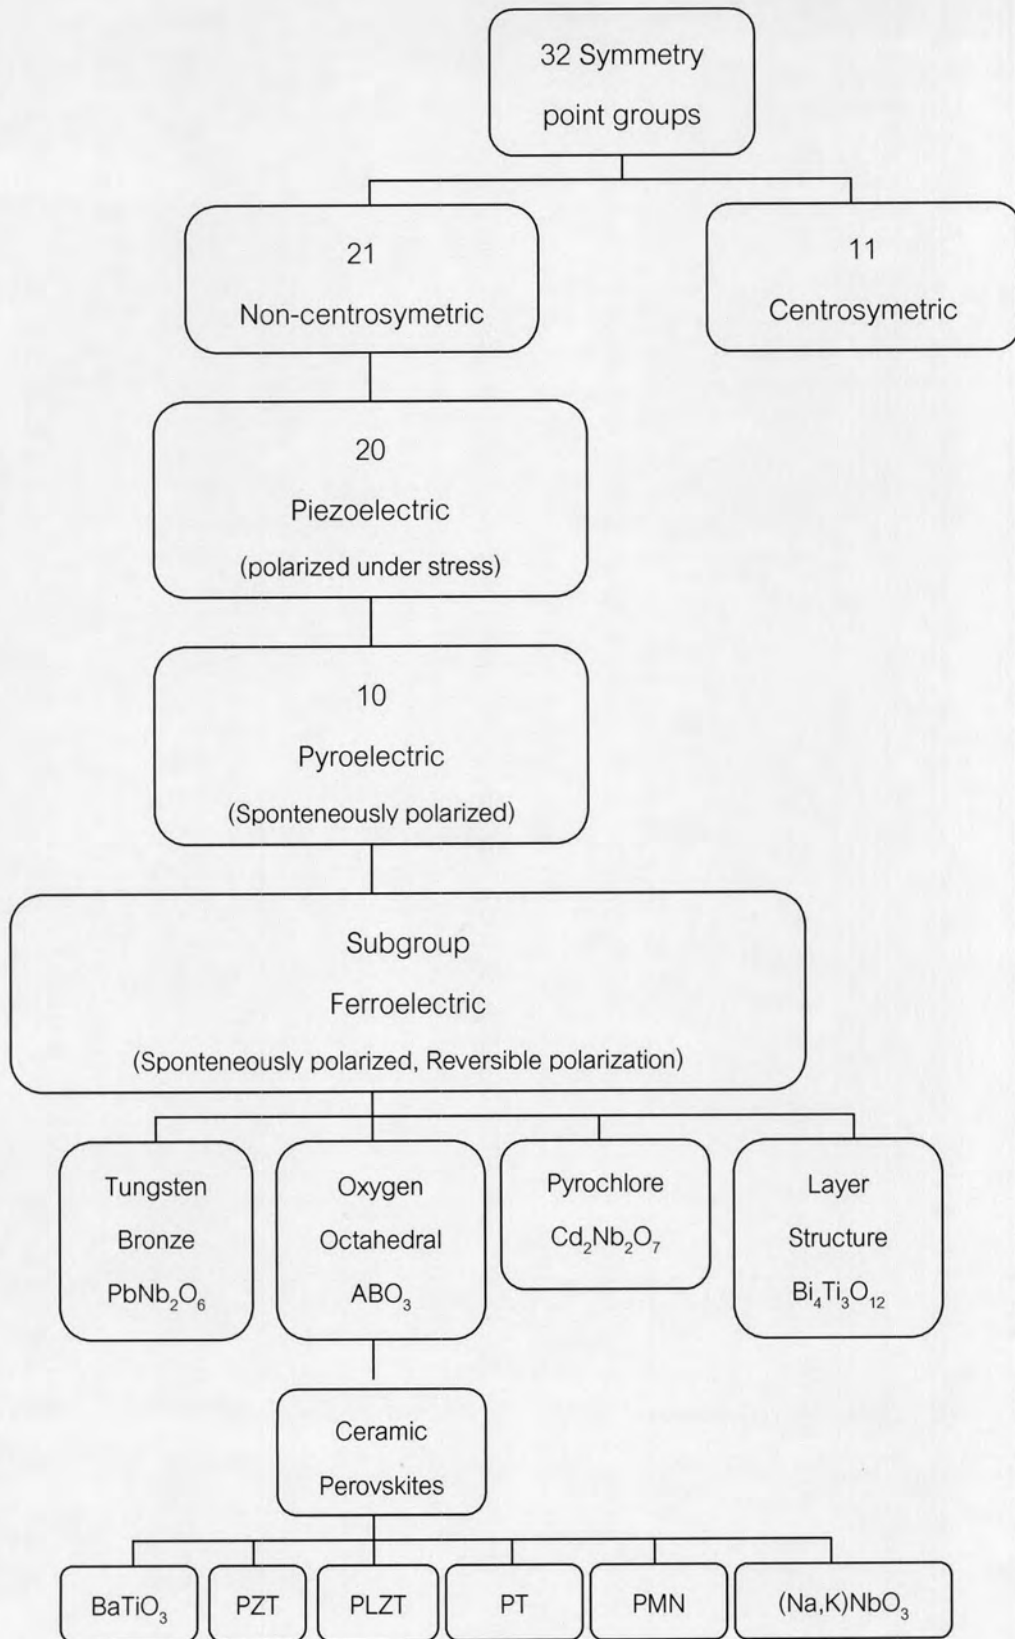 32 Symmetry
point groups
21
Non-centrosymetric
11
Centrosymetric
20
Piezoelectric
(polarized under stress)
10
Pyroelectric
(Sponteneously polarized)
Subgroup
Ferroelectric
(Sponteneously polarized, Reversible polarization)
Tungsten
Bronze
PbNb₂O₆
Oxygen
Octahedral
ABO₃
Pyrochlore
Cd₂Nb₂O₇
Layer
Structure
Bi₄Ti₃O₁₂
Ceramic
Perovskites
BaTiO₃
PZT
PLZT
PT
PMN
(Na,K)NbO₃